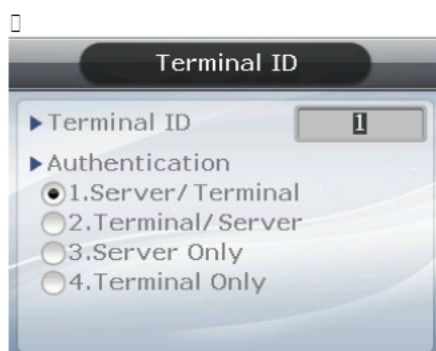 Terminal ID
Terminal ID 1
Authentication
1.Server/Terminal
2.Terminal/Server
3.Server Only
4.Terminal Only